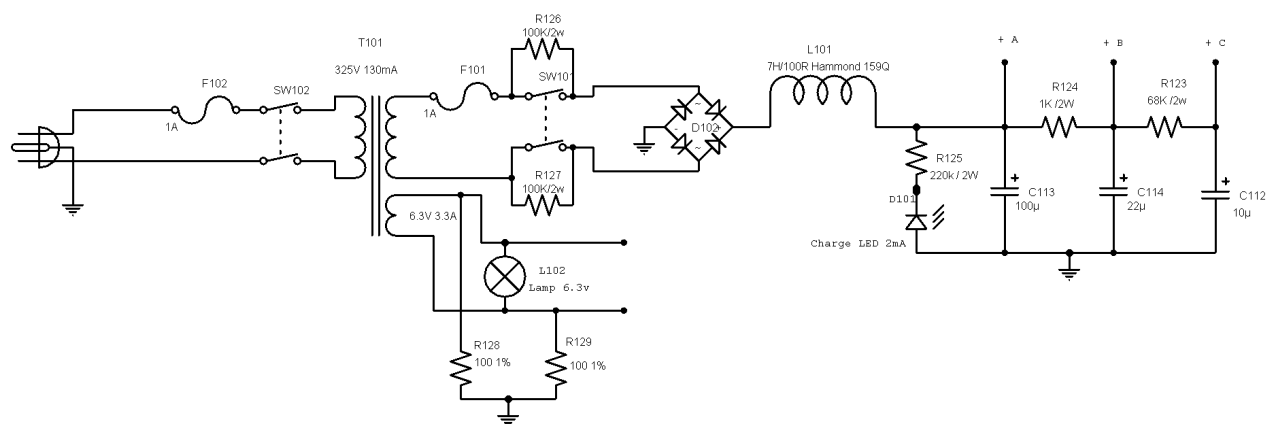 R126
100K/2w
T101
325V 130mA
F101
SW101
1A
L101
7H/100R Hammond 159Q
F102
SW102
1A
- D102 +
~
~
+ A
+ B
+ C
R124
1K /2W
R123
68K /2w
R125
220k / 2W
D101
Charge LED 2mA
+
C113
100µ
+
C114
22µ
+
C112
10µ
R127
100K/2w
6.3V 3.3A
L102
Lamp 6.3v
R128
100 1%
R129
100 1%